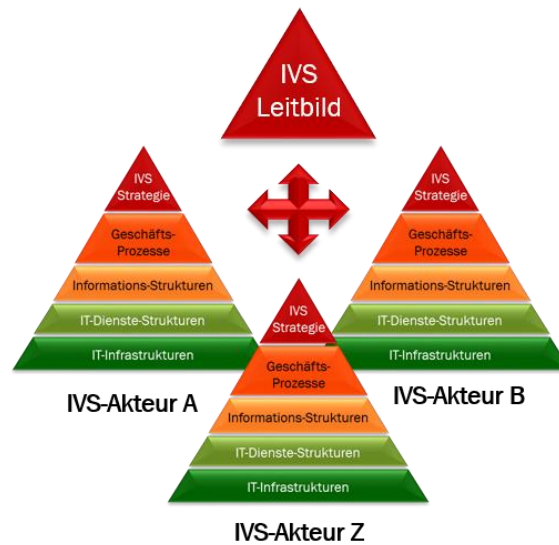 IVS
Leitbild
IVS
Strategie
Geschäfts-
Prozesse
Informations-Strukturen
IT-Dienste-Strukturen
IT-Infrastrukturen
IVS-Akteur A
IVS
Strategie
Geschäfts-
Prozesse
Informations-Strukturen
IT-Dienste-Strukturen
IT-Infrastrukturen
IVS-Akteur B
IVS
Strategie
Geschäfts-
Prozesse
Informations-Strukturen
IT-Dienste-Strukturen
IT-Infrastrukturen
IVS-Akteur Z